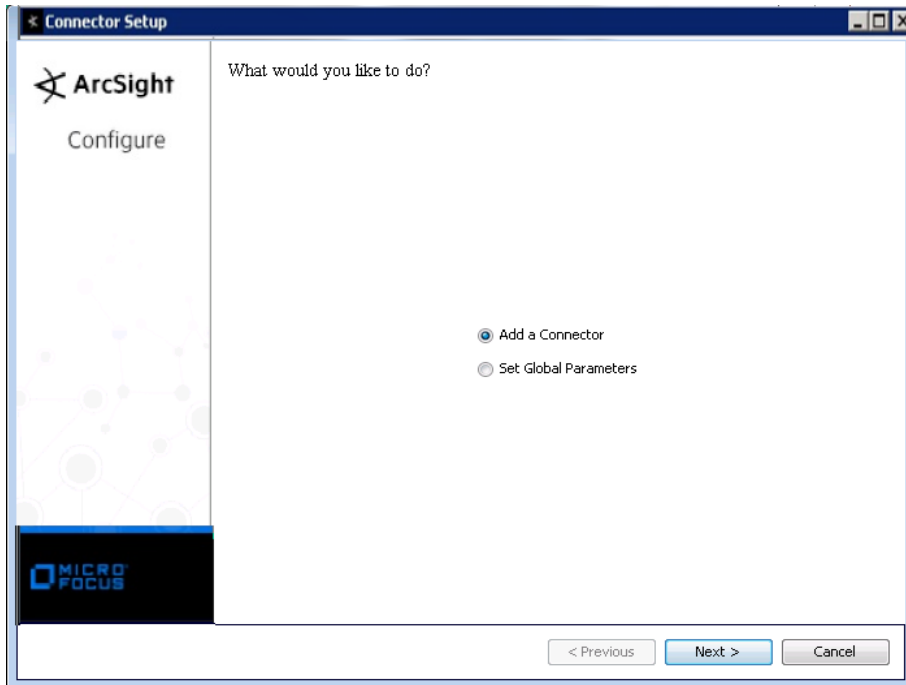 Connector Setup
ArcSight
Configure
What would you like to do?
Add a Connector
Set Global Parameters
MICRO
FOCUS
< Previous
Next >
Cancel